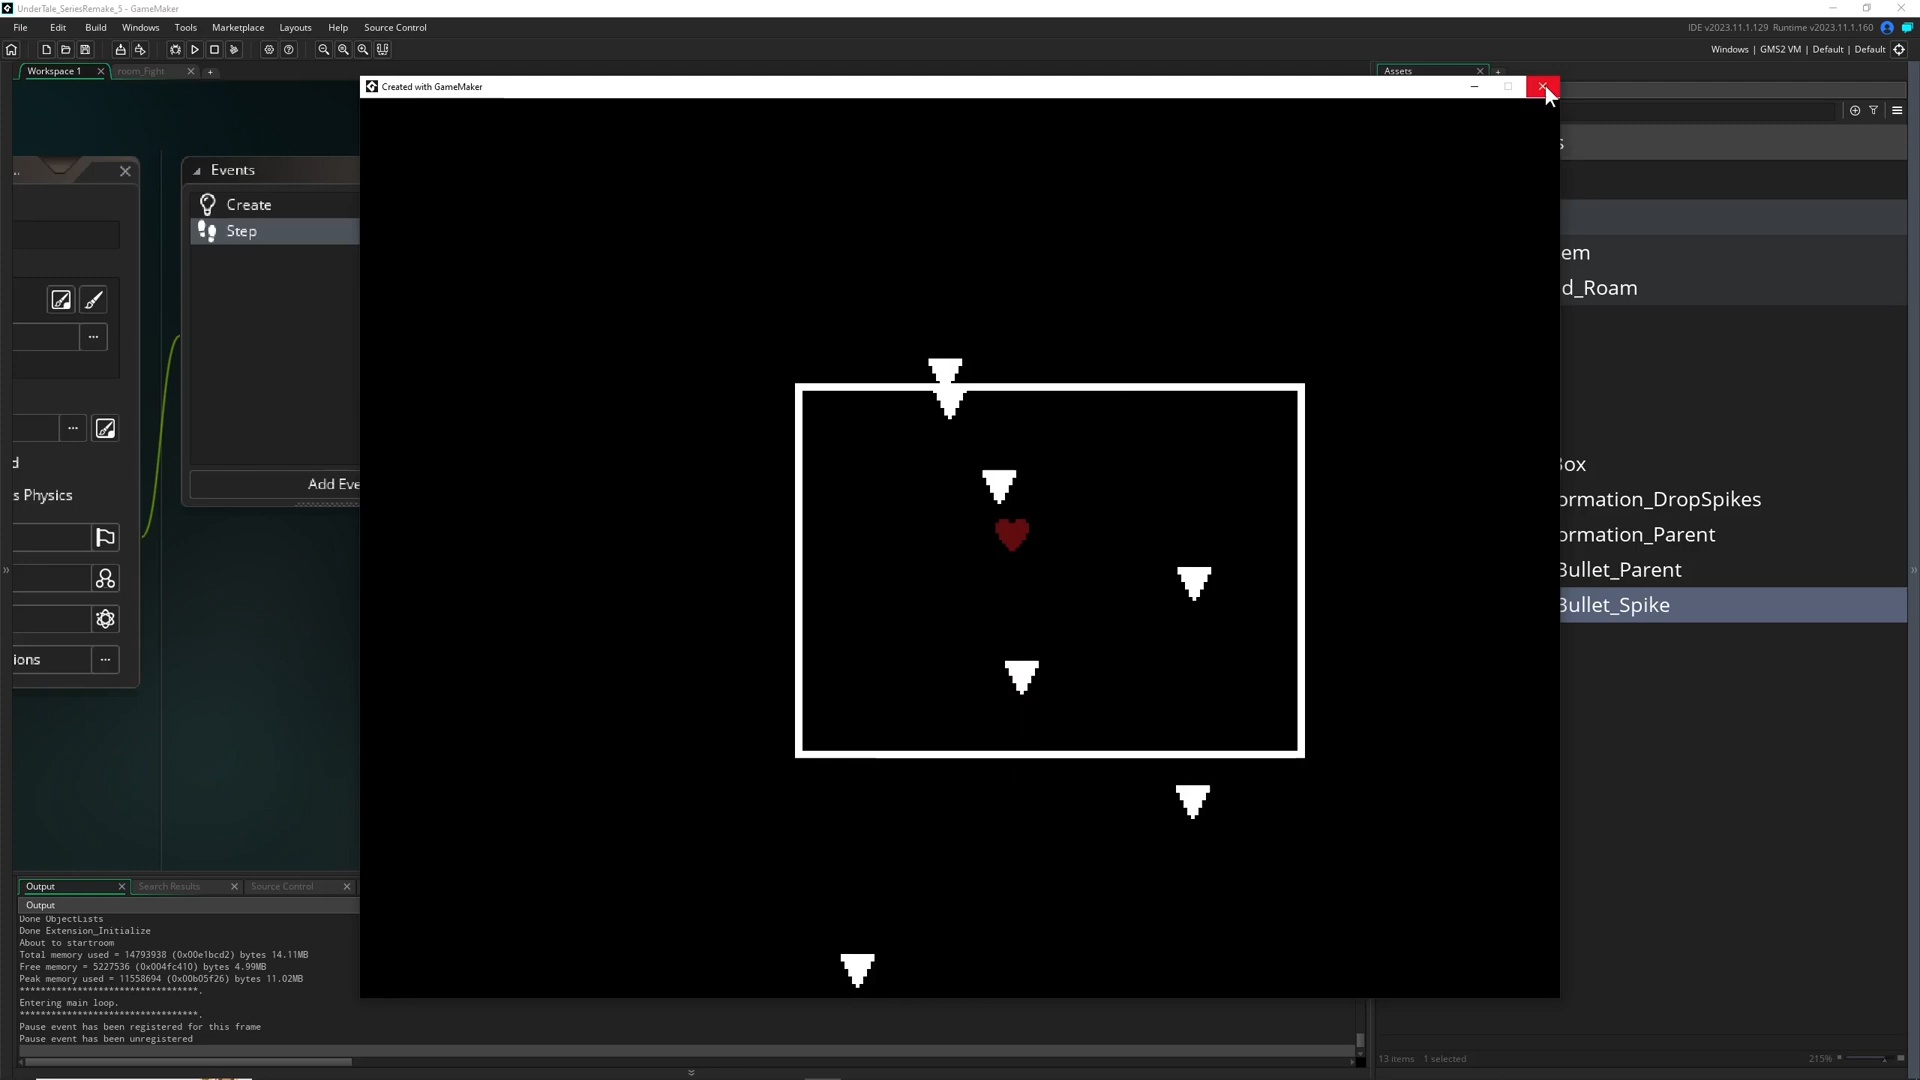 UnderTale_SeriesRemake_5 - GameMaker
File Edit Build Windows Tools Marketplace Layouts Help Source Control
IDE v2023.11.1.129 Runtime v2023.11.1.160
Windows | GMS2 VM | Default | Default
Workspace 1 room_Fight
Assets
Created with GameMaker
Events
Create
Step
em
d_Roam
d
s Physics
Add Eve
ox
ormation_DropSpikes
ormation_Parent
Bullet_Parent
Bullet_Spike
ions
Output Search Results Source Control
Output
Done ObjectLists
Done Extension_Initialize
About to startroom
Total memory used = 14793938 (0x00e1bcd2) bytes 14.11MB
Free memory = 5227536 (0x004fc410) bytes 4.99MB
Peak memory used = 11558694 (0x00b05f26) bytes 11.02MB
**********************************.
Entering main loop.
**********************************.
Pause event has been registered for this frame
Pause event has been unregistered
13 items 1 selected
215%